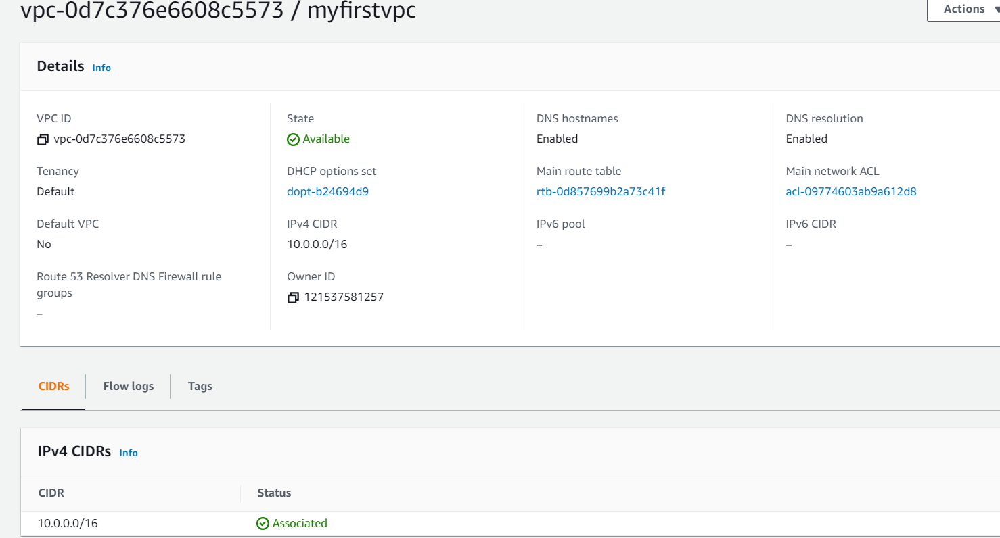 vpc-0d7c376e6608c5573 / myfirstvpc
Actions
Details Info
VPC ID
vpc-0d7c376e6608c5573
State
Available
DNS hostnames
Enabled
DNS resolution
Enabled
Tenancy
Default
DHCP options set
dopt-b24694d9
Main route table
rtb-0d857699b2a73c41f
Main network ACL
acl-09774603ab9a612d8
Default VPC
No
IPv4 CIDR
10.0.0.0/16
IPv6 pool
–
IPv6 CIDR
–
Route 53 Resolver DNS Firewall rule
groups
–
Owner ID
121537581257
CIDRs Flow logs Tags
IPv4 CIDRs Info
CIDR Status
10.0.0.0/16 Associated